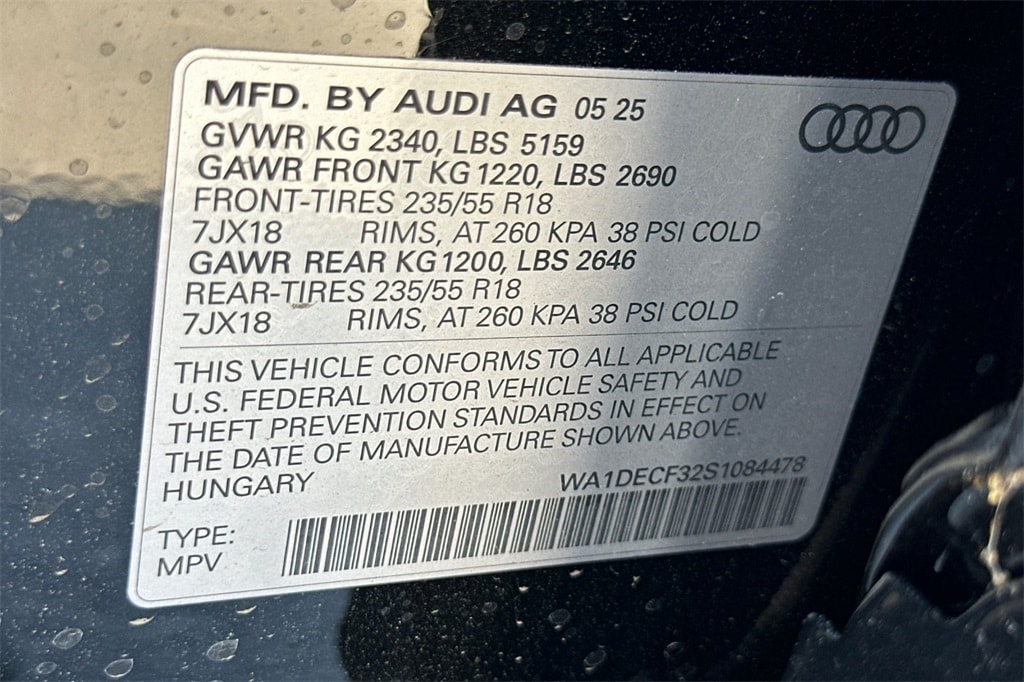 MFD. BY AUDI AG 05 25
GVWR KG 2340, LBS 5159
GAWR FRONT KG 1220, LBS 2690
FRONT-TIRES 235/55 R18
7JX18 RIMS, AT 260 KPA 38 PSI COLD
GAWR REAR KG 1200, LBS 2646
REAR-TIRES 235/55 R18
7JX18 RIMS, AT 260 KPA 38 PSI COLD
THIS VEHICLE CONFORMS TO ALL APPLICABLE
U.S. FEDERAL MOTOR VEHICLE SAFETY AND
THEFT PREVENTION STANDARDS IN EFFECT ON
THE DATE OF MANUFACTURE SHOWN ABOVE.
HUNGARY WA1DECF32S1084478
TYPE:
MPV